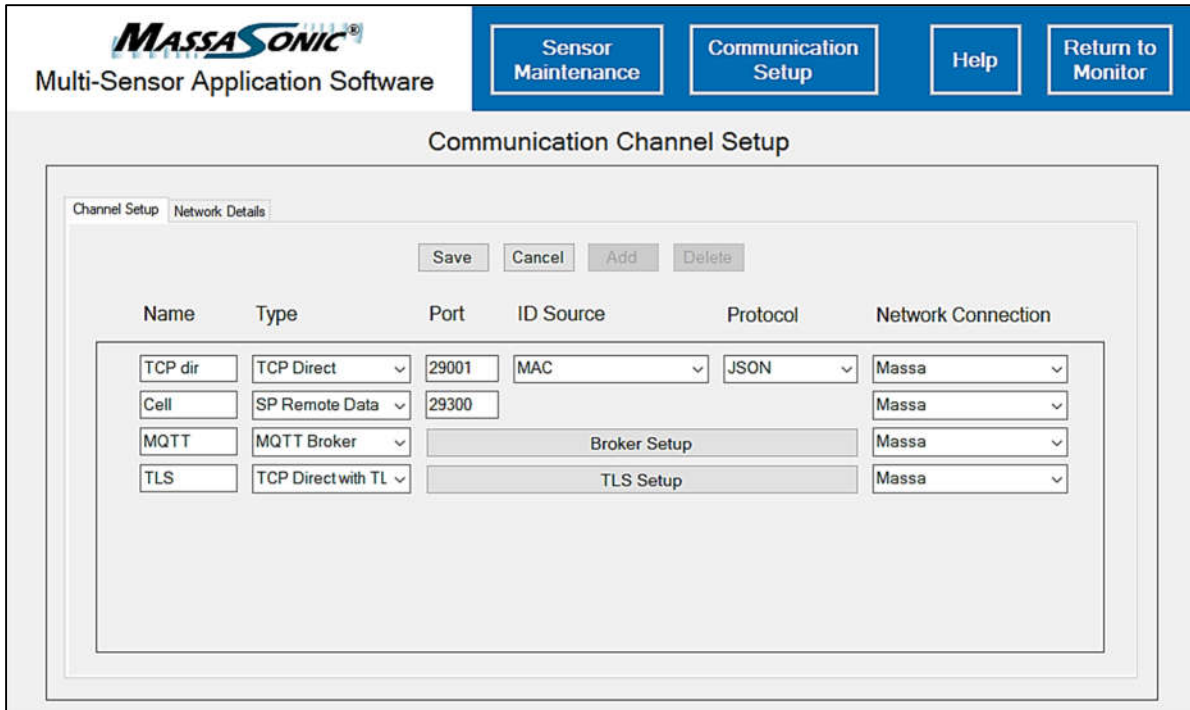 MASSASONIC®
Multi-Sensor Application Software
Sensor
Maintenance
Communication
Setup
Help
Return to
Monitor
Communication Channel Setup
Channel Setup Network Details
Save Cancel Add Delete
Name Type Port ID Source Protocol Network Connection
TCP dir TCP Direct 29001 MAC JSON Massa
Cell SP Remote Data 29300 Massa
MQTT MQTT Broker Broker Setup Massa
TLS TCP Direct with TL TLS Setup Massa